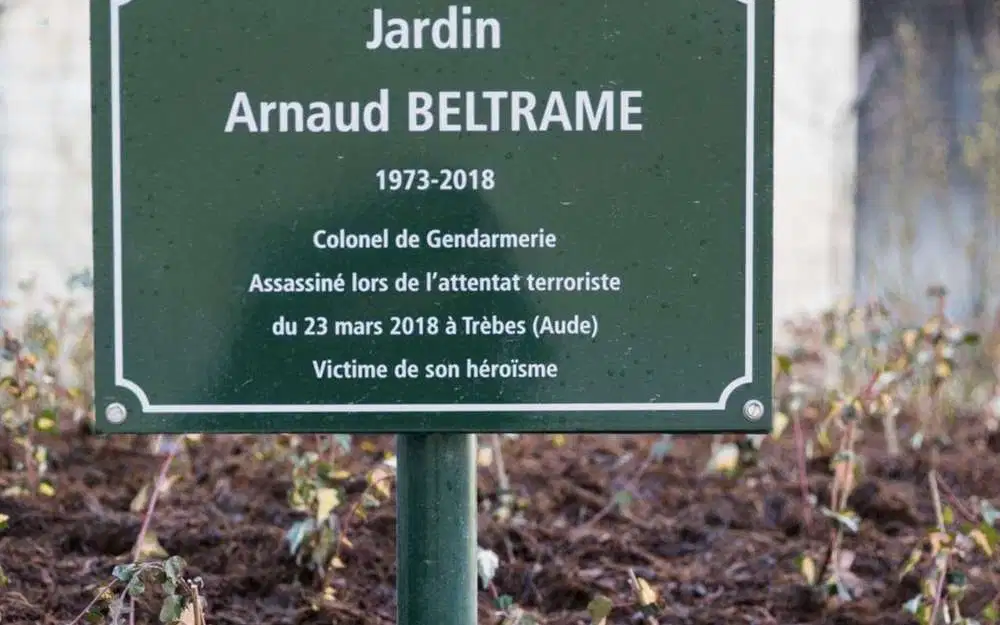 Jardin
Arnaud BELTRAME
1973-2018
Colonel de Gendarmerie
Assassiné lors de l'attentat terroriste
du 23 mars 2018 à Trèbes (Aude)
Victime de son héroïsme